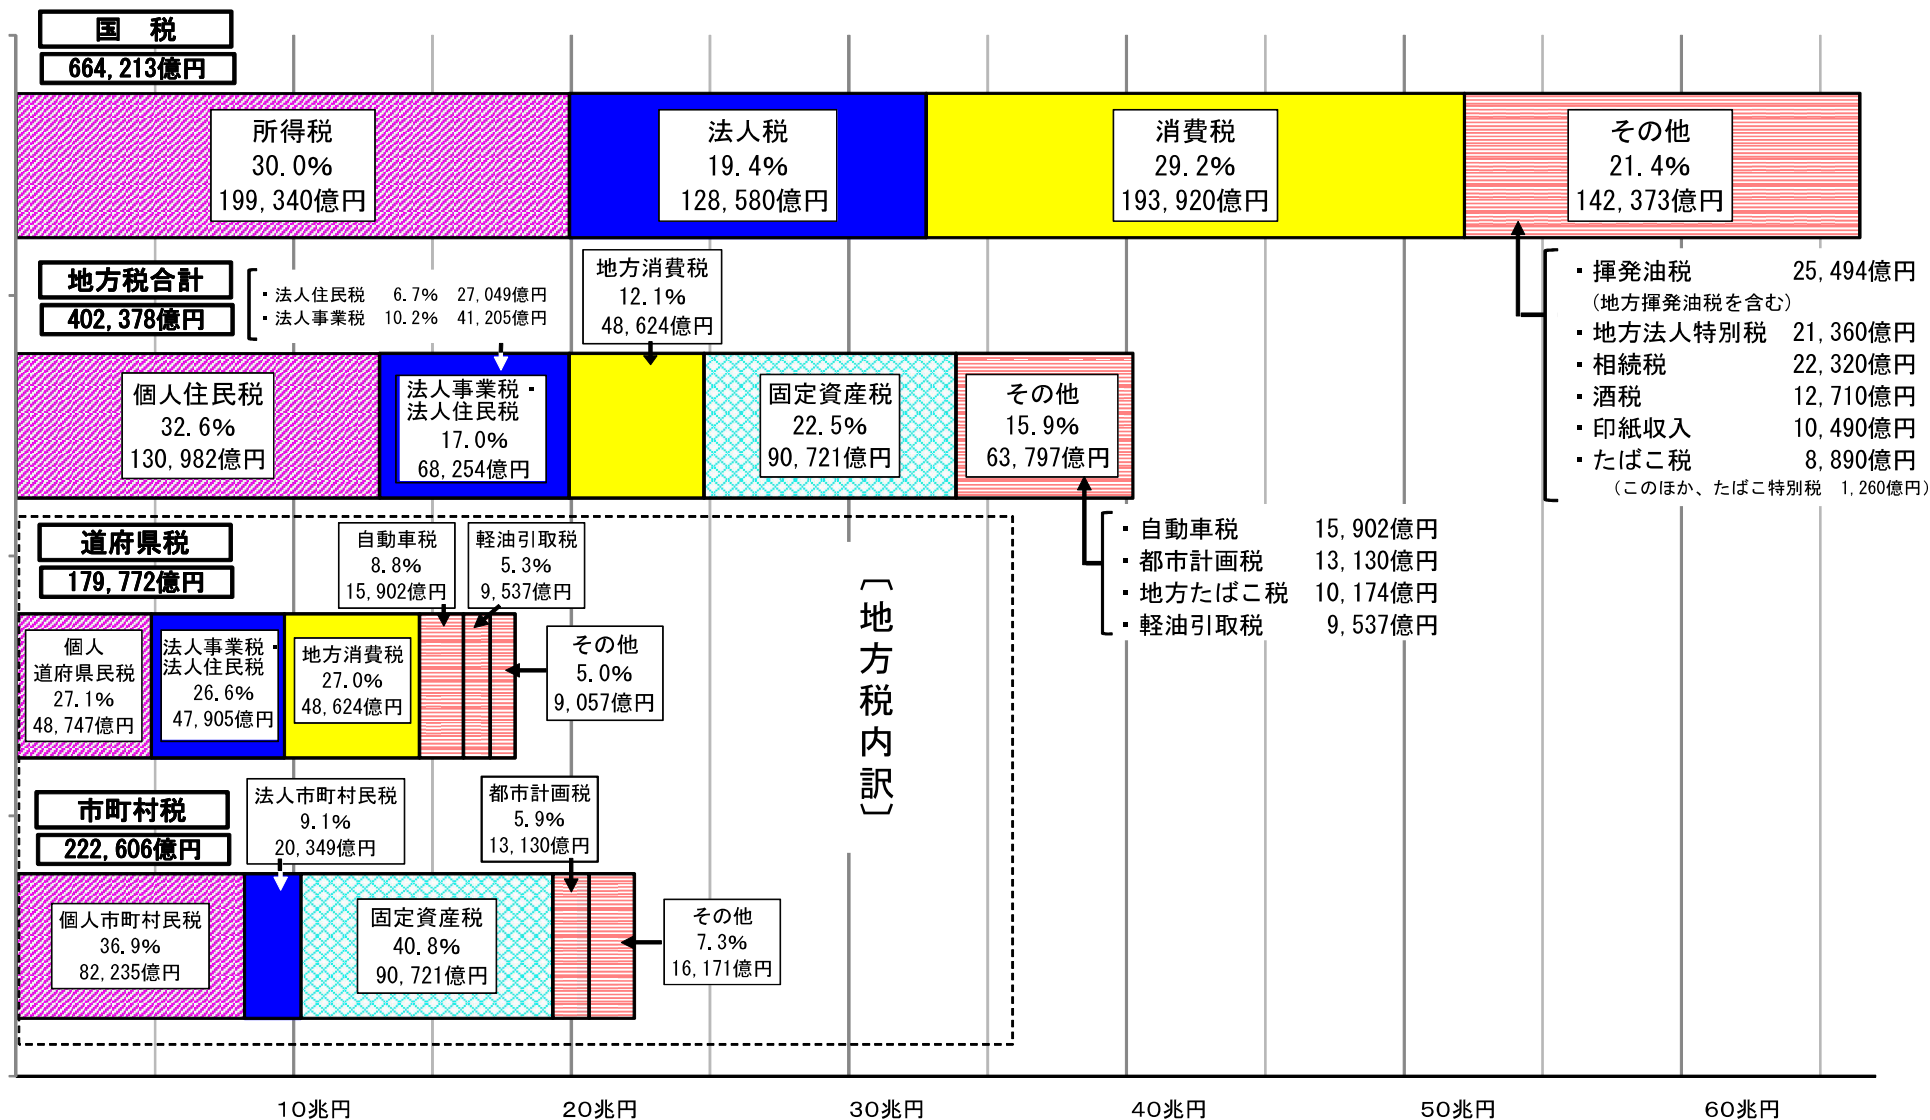 国　税
664,213億円
所得税
30.0%
199,340億円
法人税
19.4%
128,580億円
消費税
29.2%
193,920億円
その他
21.4%
142,373億円
・揮発油税 25,494億円
(地方揮発油税を含む)
・地方法人特別税 21,360億円
・相続税 22,320億円
・酒税 12,710億円
・印紙収入 10,490億円
・たばこ税 8,890億円
(このほか、たばこ特別税 1,260億円)
地方税合計
402,378億円
・法人住民税 6.7% 27,049億円
・法人事業税 10.2% 41,205億円
地方消費税
12.1%
48,624億円
個人住民税
32.6%
130,982億円
法人事業税・
法人住民税
17.0%
68,254億円
固定資産税
22.5%
90,721億円
その他
15.9%
63,797億円
・自動車税 15,902億円
・都市計画税 13,130億円
・地方たばこ税 10,174億円
・軽油引取税 9,537億円
道府県税
179,772億円
自動車税
8.8%
15,902億円
軽油引取税
5.3%
9,537億円
個人
道府県民税
27.1%
48,747億円
法人事業税・
法人住民税
26.6%
47,905億円
地方消費税
27.0%
48,624億円
その他
5.0%
9,057億円
〔地方税内訳〕
市町村税
222,606億円
法人市町村民税
9.1%
20,349億円
都市計画税
5.9%
13,130億円
個人市町村民税
36.9%
82,235億円
固定資産税
40.8%
90,721億円
その他
7.3%
16,171億円
10兆円 20兆円 30兆円 40兆円 50兆円 60兆円